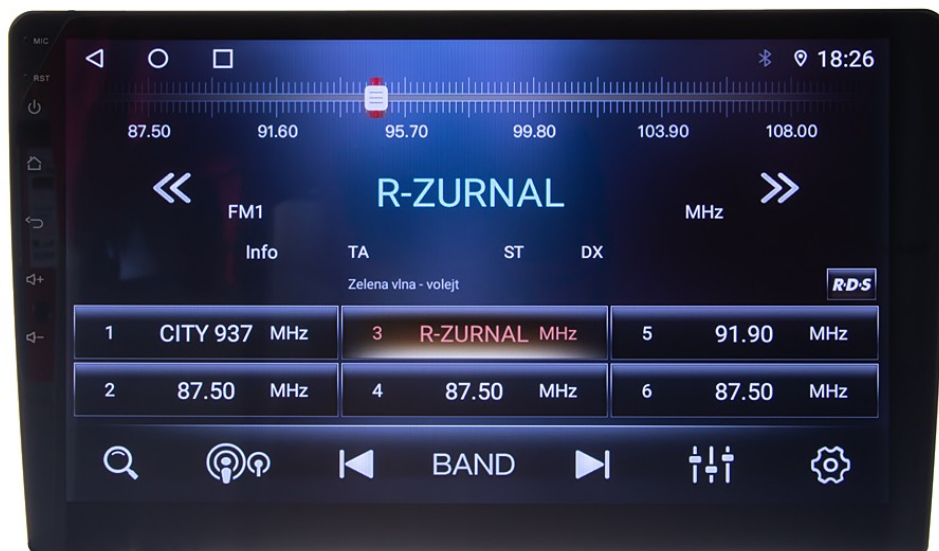 MIC
18:26
RST
87.50 91.60 95.70 99.80 103.90 108.00
R-ZURNAL
FM1 MHz
Info TA ST DX
Zelena vlna - volejt
R·D·S
1 CITY 937 MHz 3 R-ZURNAL MHz 5 91.90 MHz
2 87.50 MHz 4 87.50 MHz 6 87.50 MHz
BAND